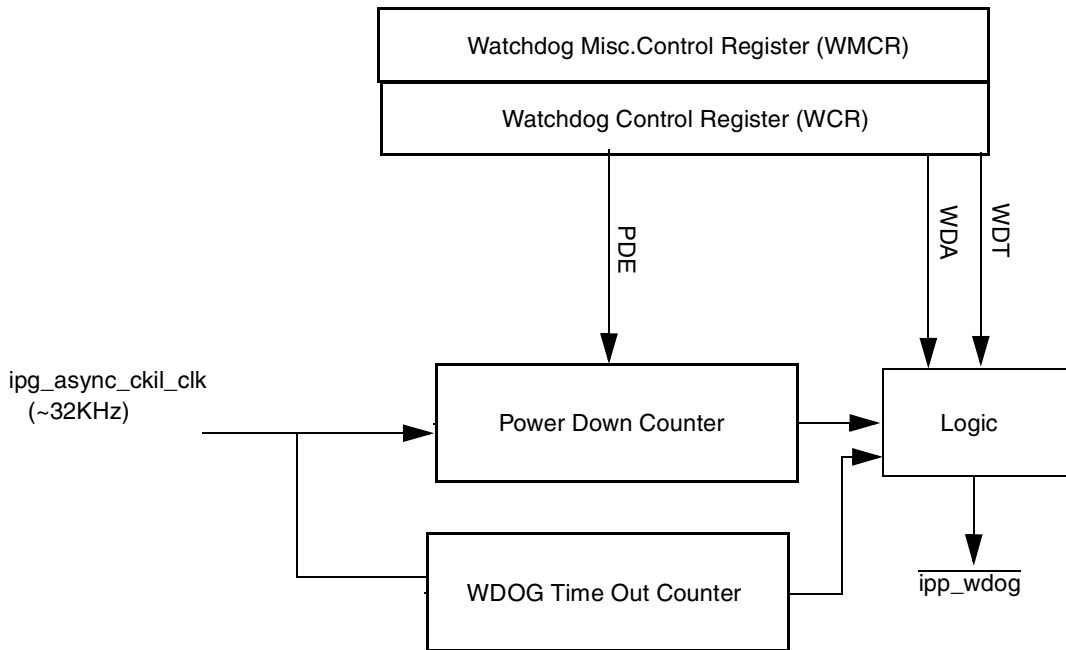 Watchdog Misc.Control Register (WMCR)
Watchdog Control Register (WCR)
PDE
WDA
WDT
ipg_async_ckil_clk
(~32KHz)
Power Down Counter
Logic
WDOG Time Out Counter
ipp_wdog